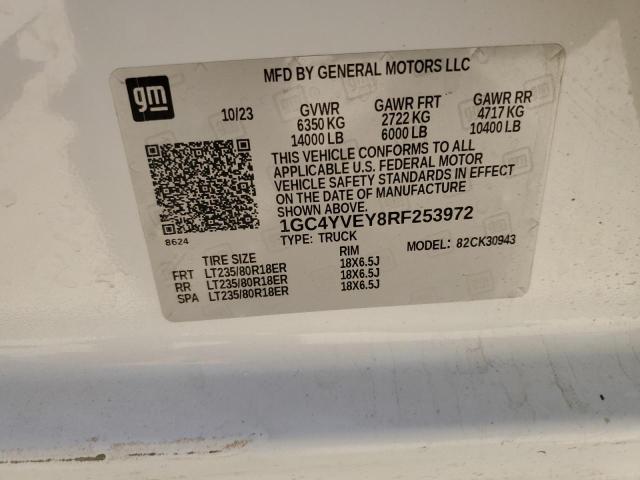 MFD BY GENERAL MOTORS LLC
gm
10/23 GVWR GAWR FRT GAWR RR
6350 KG 2722 KG 4717 KG
14000 LB 6000 LB 10400 LB
THIS VEHICLE CONFORMS TO ALL
APPLICABLE U.S. FEDERAL MOTOR
VEHICLE SAFETY STANDARDS IN EFFECT
ON THE DATE OF MANUFACTURE
SHOWN ABOVE.
1GC4YVEY8RF253972
8624
TYPE: TRUCK MODEL: 82CK30943
TIRE SIZE RIM
FRT LT235/80R18ER 18X6.5J
RR LT235/80R18ER 18X6.5J
SPA LT235/80R18ER 18X6.5J